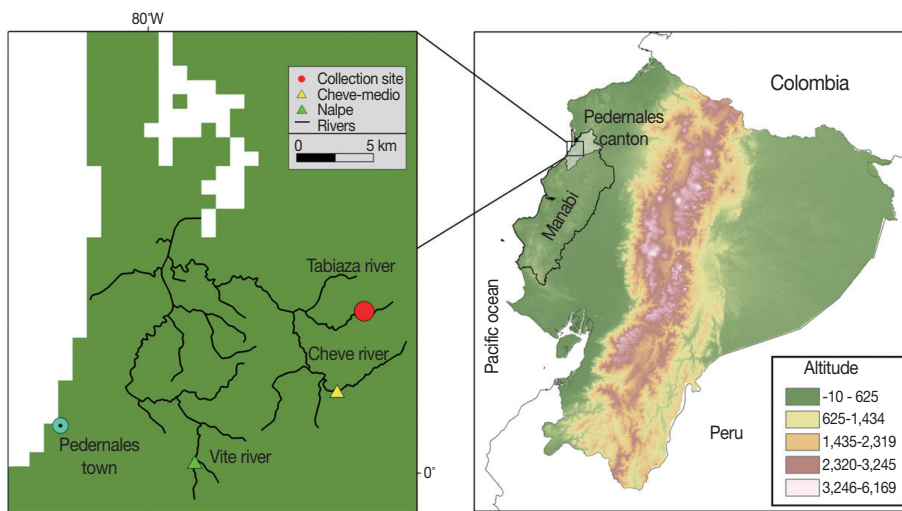 80°W
Collection site
Cheve-medio
Nalpe
Rivers
0 5 km
Tabiaza river
Cheve river
Pedernales
town
Vite river
0°
Colombia
Pedernales
canton
Manabi
Pacific ocean
Peru
Altitude
-10 - 625
625-1,434
1,435-2,319
2,320-3,245
3,246-6,169